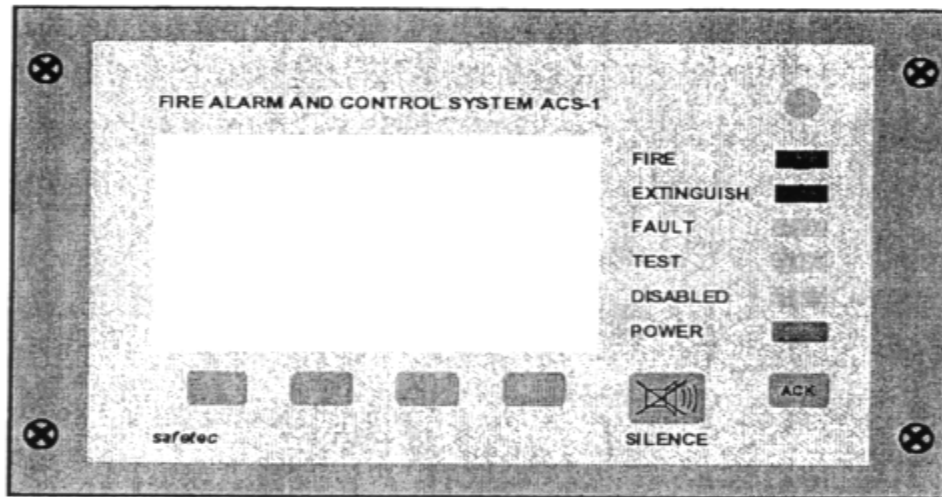 FIRE ALARM AND CONTROL SYSTEM ACS-1
FIRE
EXTINGUISH
FAULT
TEST
DISABLED
POWER
ACK
safetec
SILENCE